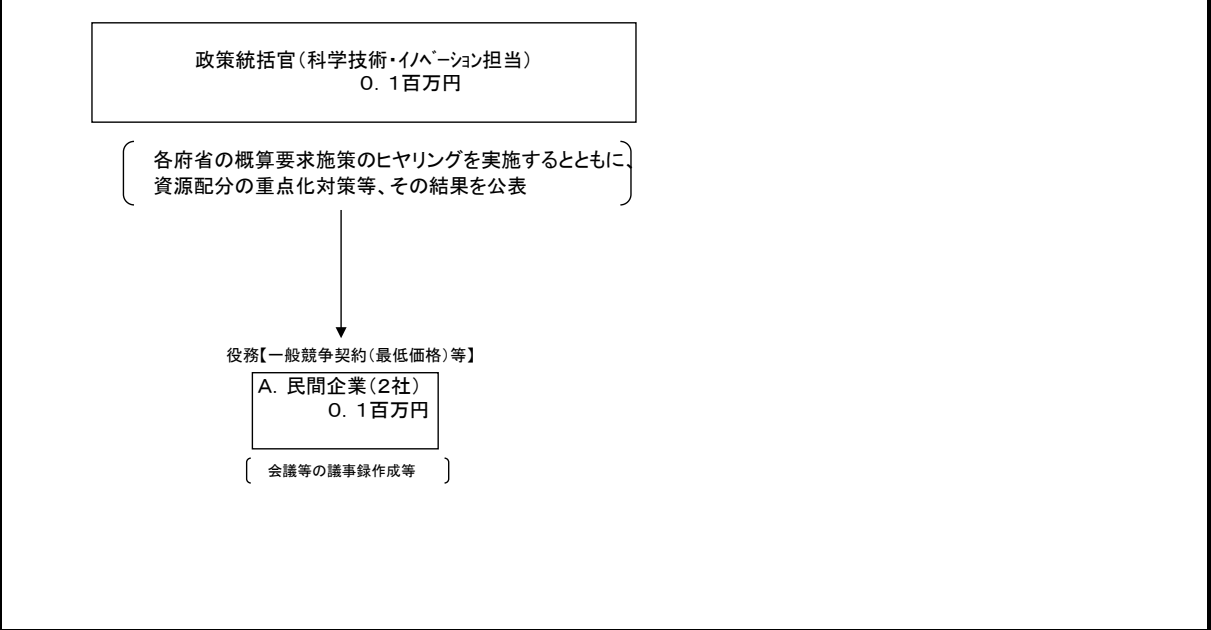 政策統括官（科学技術・ｲﾉﾍﾞｰｼｮﾝ担当）
０．１百万円
各府省の概算要求施策のヒヤリングを実施するとともに、
資源配分の重点化対策等、その結果を公表
役務【一般競争契約（最低価格）等】
A．民間企業（２社）
０．１百万円
会議等の議事録作成等